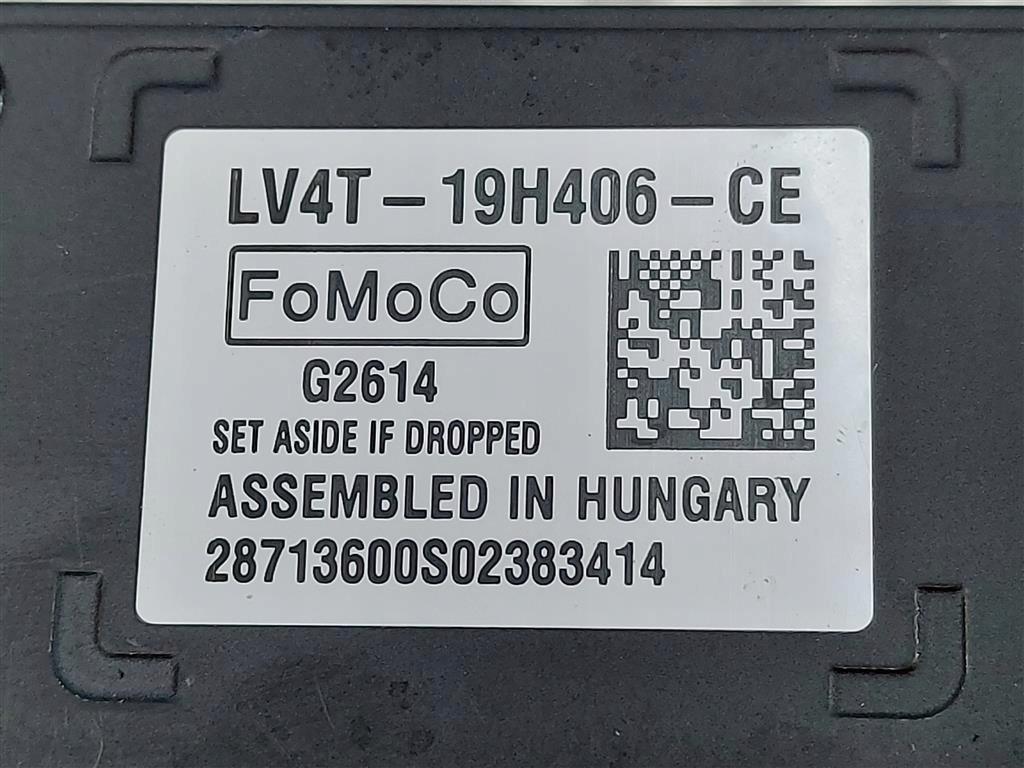 LV4T-19H406-CE
FoMoCo
G2614
SET ASIDE IF DROPPED
ASSEMBLED IN HUNGARY
28713600S02383414